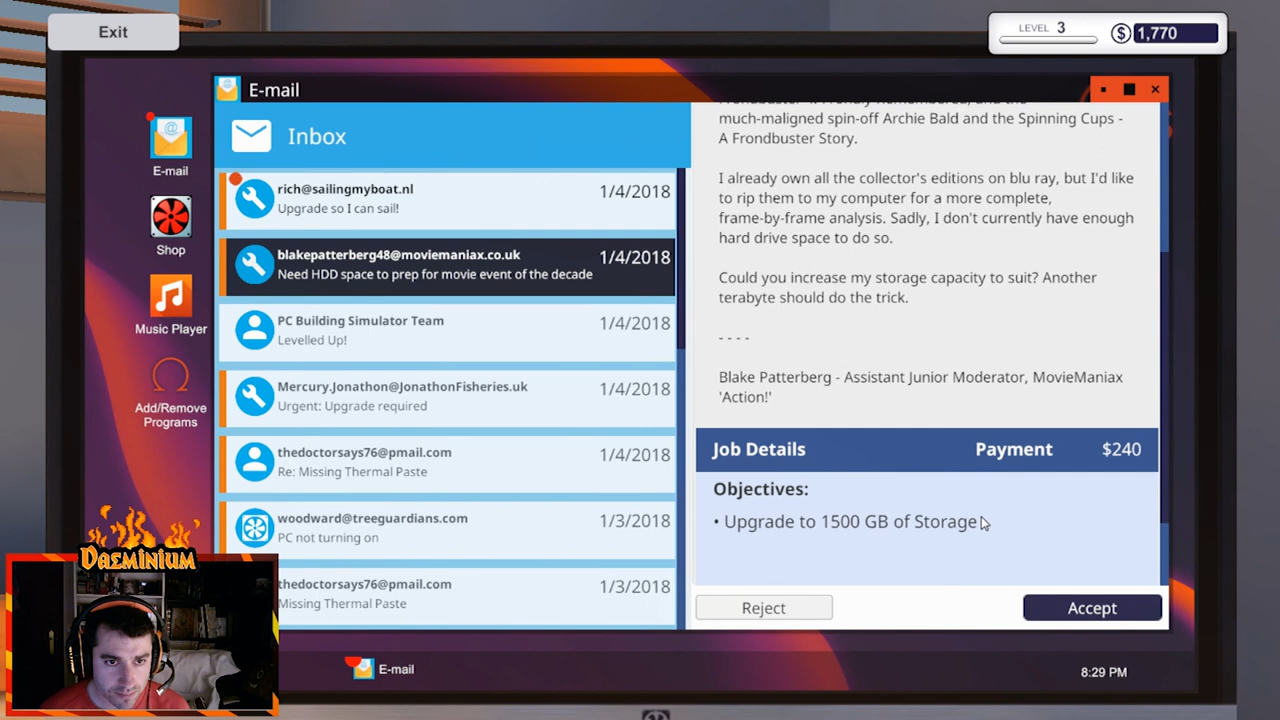 Exit
LEVEL 3
$ 1,770
E-mail
E-mail
Shop
Music Player
Add/Remove
Programs
Inbox
rich@sailingmyboat.nl
1/4/2018
Upgrade so I can sail!
blakepatterberg48@moviemaniax.co.uk
1/4/2018
Need HDD space to prep for movie event of the decade
PC Building Simulator Team
1/4/2018
Levelled Up!
Mercury.Jonathon@JonathonFisheries.uk
1/4/2018
Urgent: Upgrade required
thedoctorsays76@pmail.com
1/4/2018
Re: Missing Thermal Paste
woodward@treeguardians.com
1/3/2018
PC not turning on
thedoctorsays76@pmail.com
1/3/2018
Missing Thermal Paste
much-maligned spin-off Archie Bald and the Spinning Cups -
A Frondbuster Story.
I already own all the collector's editions on blu ray, but I'd like
to rip them to my computer for a more complete,
frame-by-frame analysis. Sadly, I don't currently have enough
hard drive space to do so.
Could you increase my storage capacity to suit? Another
terabyte should do the trick.
- - - -
Blake Patterberg - Assistant Junior Moderator, MovieManiax
'Action!'
Job Details Payment $240
Objectives:
• Upgrade to 1500 GB of Storage
Reject
Accept
DAEMINIUM
E-mail
8:29 PM